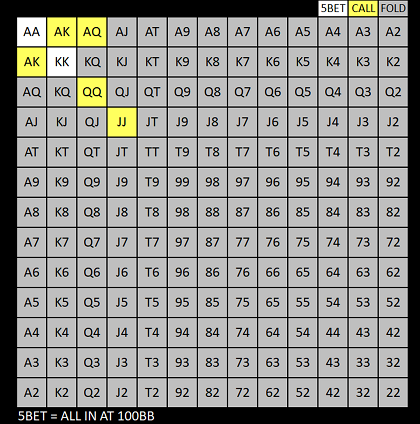 5BET CALL FOLD
AA AK AQ AJ AT A9 A8 A7 A6 A5 A4 A3 A2
AK KK KQ KJ KT K9 K8 K7 K6 K5 K4 K3 K2
AQ KQ QQ QJ QT Q9 Q8 Q7 Q6 Q5 Q4 Q3 Q2
AJ KJ QJ JJ JT J9 J8 J7 J6 J5 J4 J3 J2
AT KT QT JT TT T9 T8 T7 T6 T5 T4 T3 T2
A9 K9 Q9 J9 T9 99 98 97 96 95 94 93 92
A8 K8 Q8 J8 T8 98 88 87 86 85 84 83 82
A7 K7 Q7 J7 T7 97 87 77 76 75 74 73 72
A6 K6 Q6 J6 T6 96 86 76 66 65 64 63 62
A5 K5 Q5 J5 T5 95 85 75 65 55 54 53 52
A4 K4 Q4 J4 T4 94 84 74 64 54 44 43 42
A3 K3 Q3 J3 T3 93 83 73 63 53 43 33 32
A2 K2 Q2 J2 T2 92 82 72 62 52 42 32 22
5BET = ALL IN AT 100BB